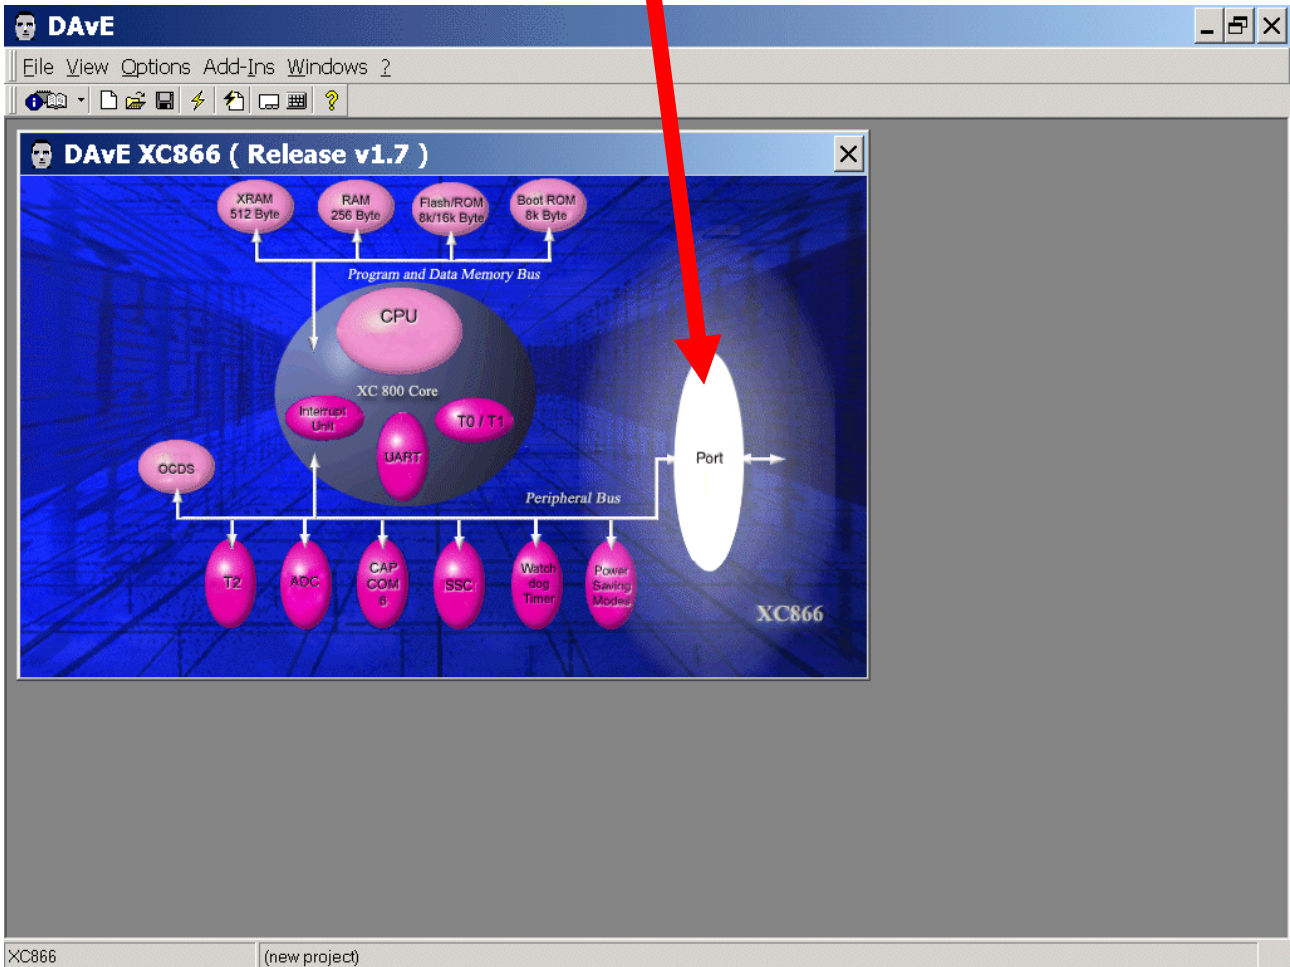 DAvE
File View Options Add-Ins Windows ?
DAvE XC866 ( Release v1.7 )
XRAM
512 Byte
RAM
256 Byte
Flash/ROM
8k/16k Byte
Boot ROM
8k Byte
Program and Data Memory Bus
CPU
XC 800 Core
Interrupt
Unit
T0 / T1
UART
OCDS
Port
Peripheral Bus
T2
ADC
CAP
COM
6
SSC
Watch
dog
Timer
Power
Saving
Modes
XC866
XC866
(new project)